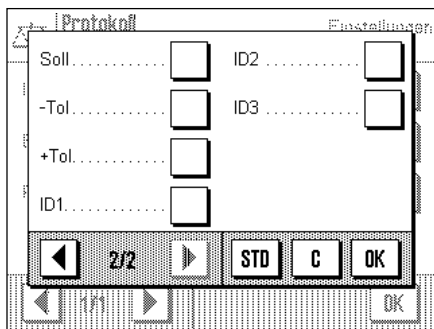 Protokoll Einstellungen
Soll.............. ID2 ..............
-Tol.............. ID3 ..............
+Tol..............
ID1..............
2/2 STD C OK
1/1 OK